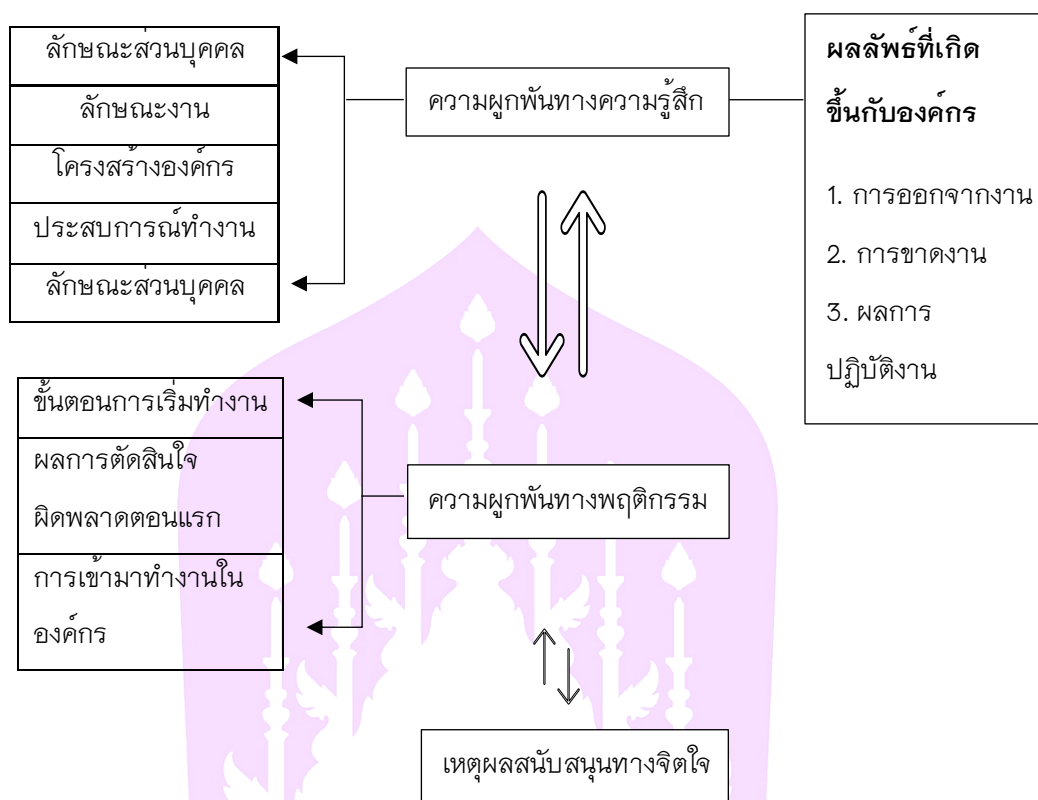 ลักษณะส่วนบุคคล
ลักษณะงาน
โครงสร้างองค์กร
ประสบการณ์ทำงาน
ลักษณะส่วนบุคคล
ความผูกพันทางความรู้สึก
ผลลัพธ์ที่เกิด
ขึ้นกับองค์กร
1. การออกจากงาน
2. การขาดงาน
3. ผลการ
ปฏิบัติงาน
ขั้นตอนการเริ่มทำงาน
ผลการตัดสินใจ
ผิดพลาดตอนแรก
การเข้ามาทำงานใน
องค์กร
ความผูกพันทางพฤติกรรม
เหตุผลสนับสนุนทางจิตใจ